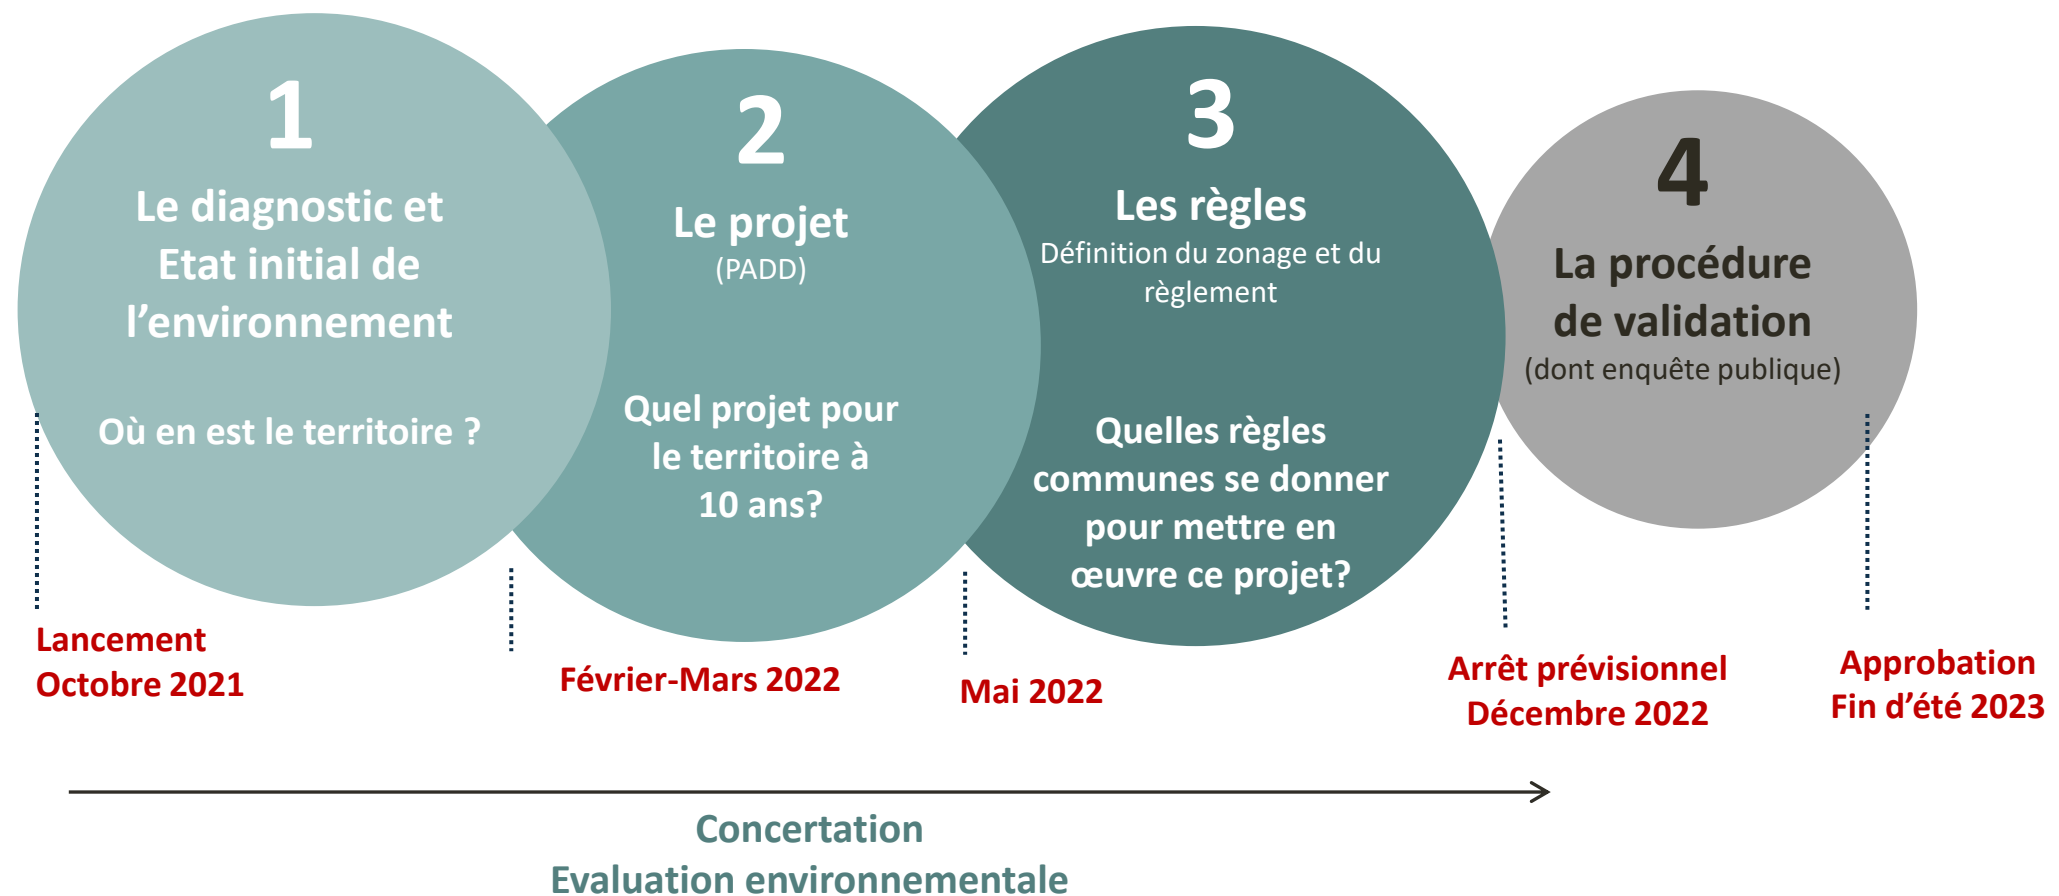 1
Le diagnostic et
Etat initial de
l’environnement
Où en est le territoire ?
2
Le projet
(PADD)
Quel projet pour
le territoire à
10 ans?
3
Les règles
Définition du zonage et du
règlement
Quelles règles
communes se donner
pour mettre en
œuvre ce projet?
4
La procédure
de validation
(dont enquête publique)
Lancement
Octobre 2021
Février-Mars 2022
Mai 2022
Arrêt prévisionnel
Décembre 2022
Approbation
Fin d’été 2023
Concertation
Evaluation environnementale